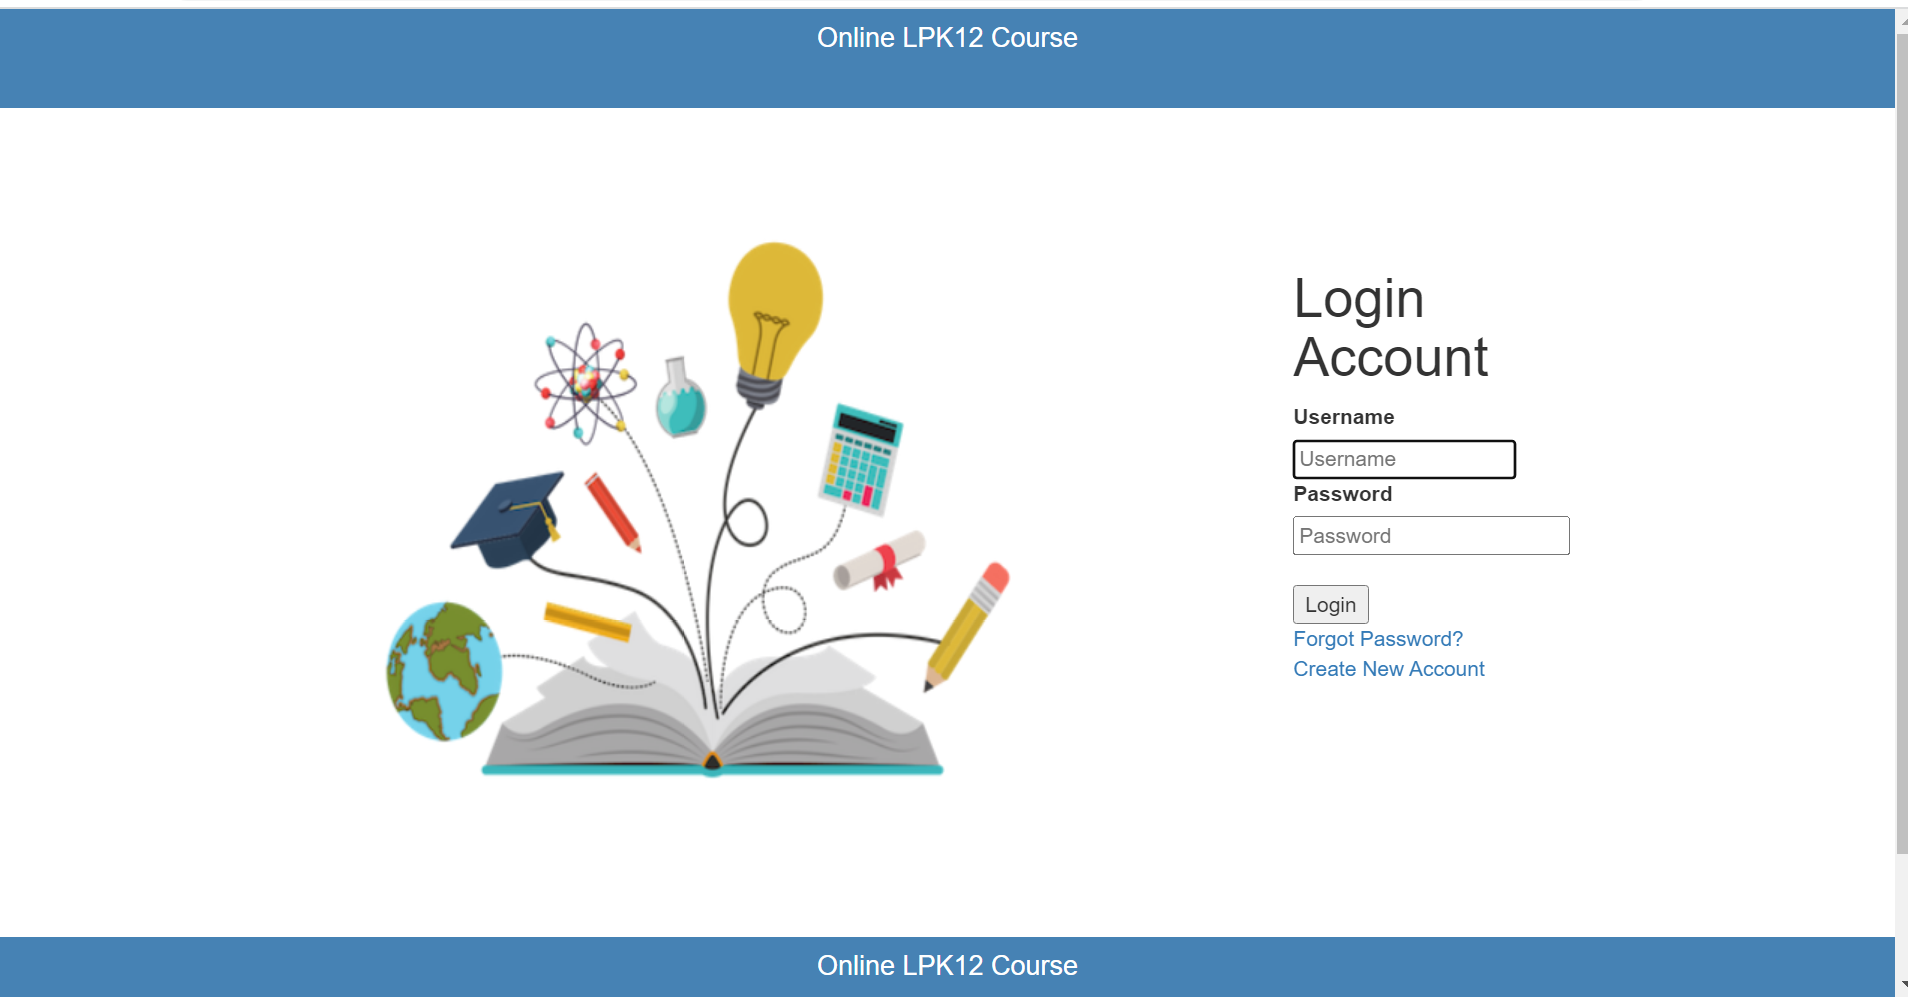 Online LPK12 Course
Login
Account
Username
Username
Password
Password
Login
Forgot Password?
Create New Account
Online LPK12 Course